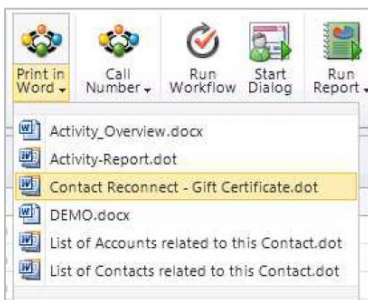 Print in Word
Call Number
Run Workflow
Start Dialog
Run Report
Activity_Overview.docx
Activity-Report.dot
Contact Reconnect - Gift Certificate.dot
DEMO.docx
List of Accounts related to this Contact.dot
List of Contacts related to this Contact.dot